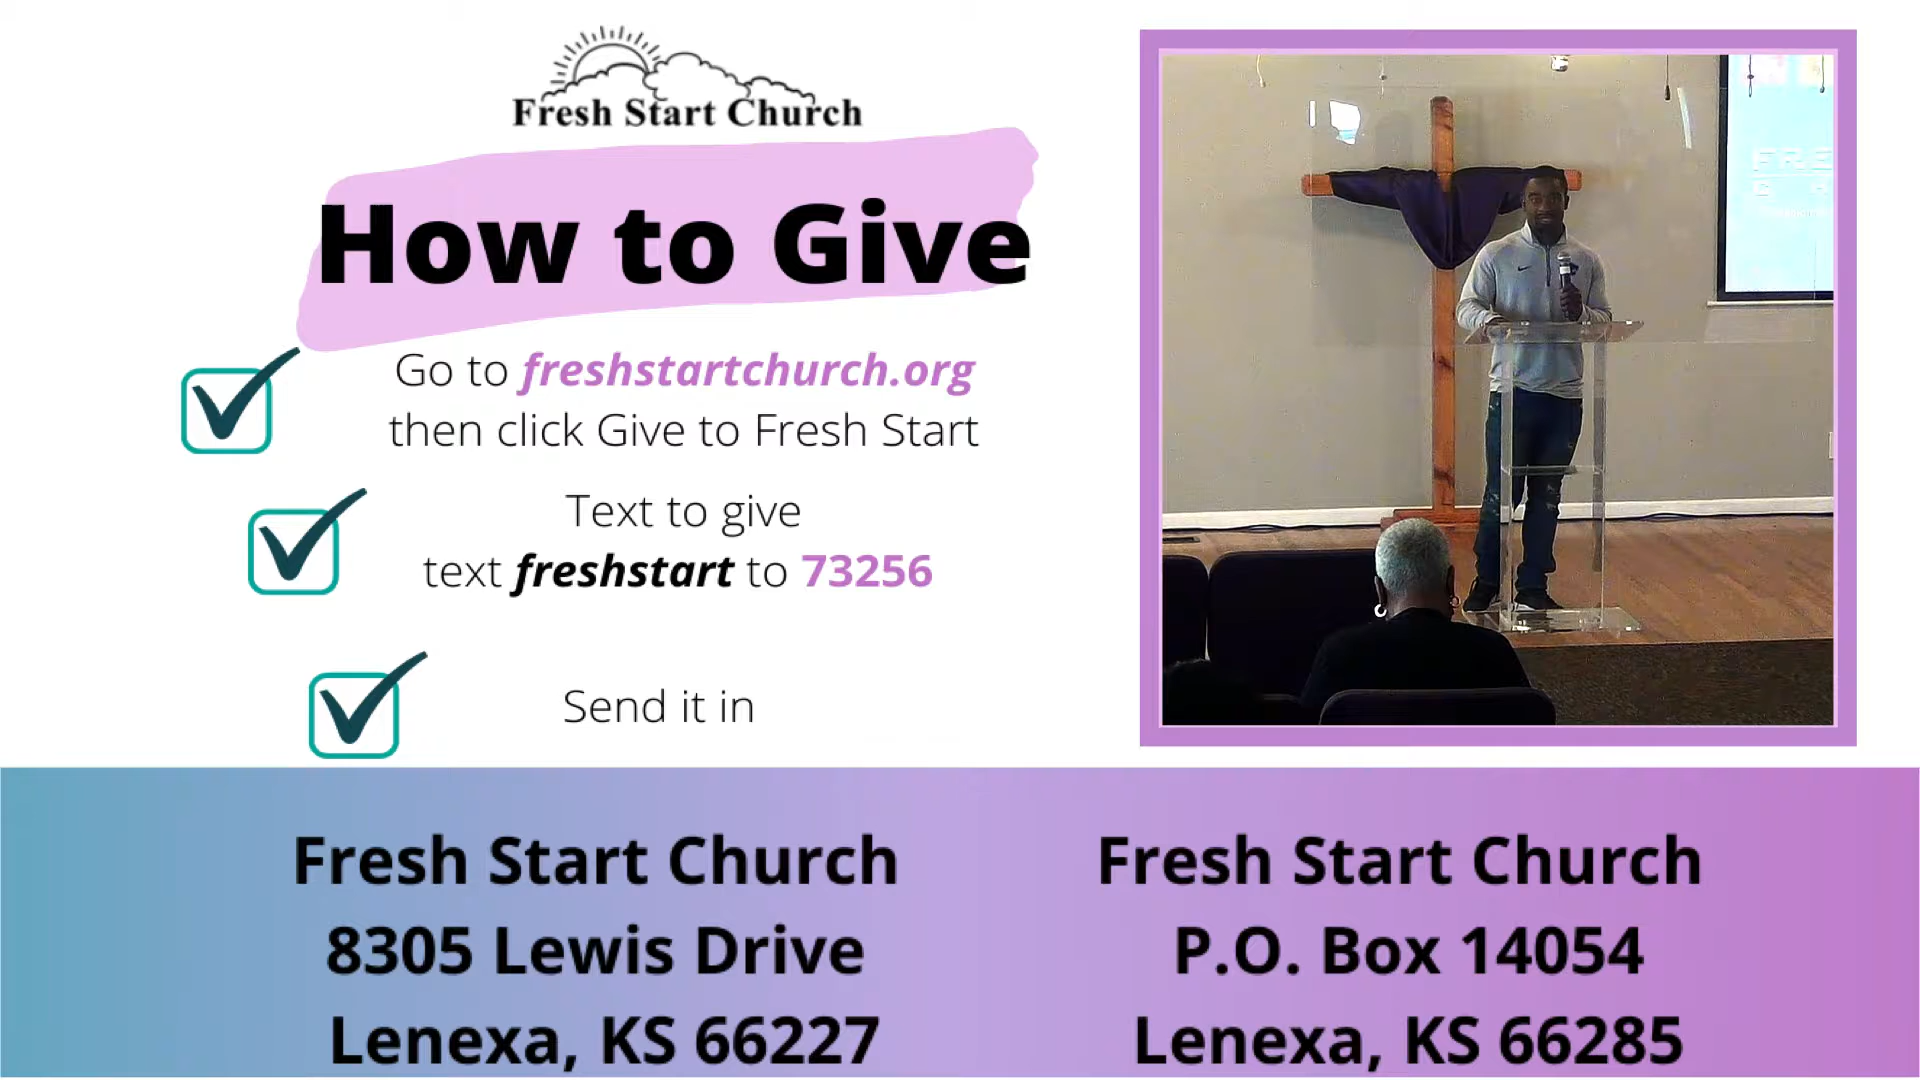 Fresh Start Church
How to Give
Go to freshstartchurch.org
then click Give to Fresh Start
Text to give
text freshstart to 73256
Send it in
FRE
Fresh Start Church
8305 Lewis Drive
Lenexa, KS 66227
Fresh Start Church
P.O. Box 14054
Lenexa, KS 66285